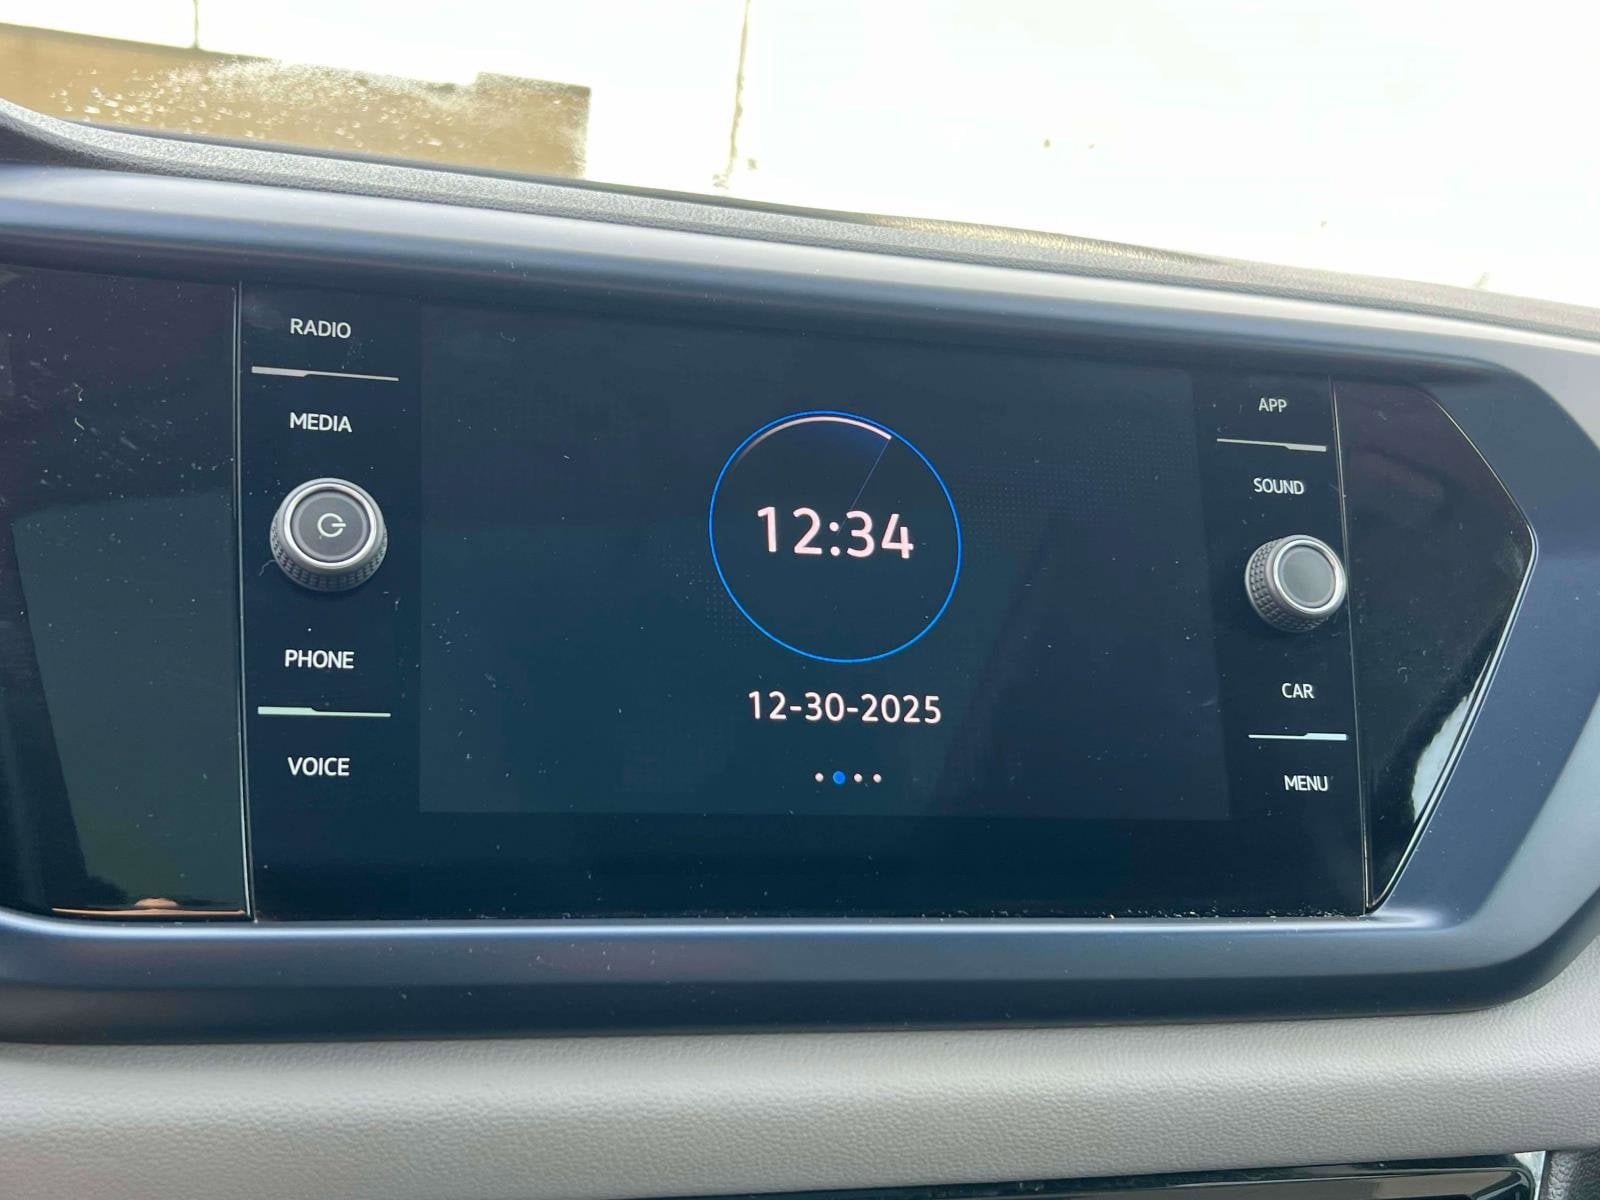 RADIO
MEDIA
PHONE
VOICE
12:34
12-30-2025
APP
SOUND
CAR
MENU